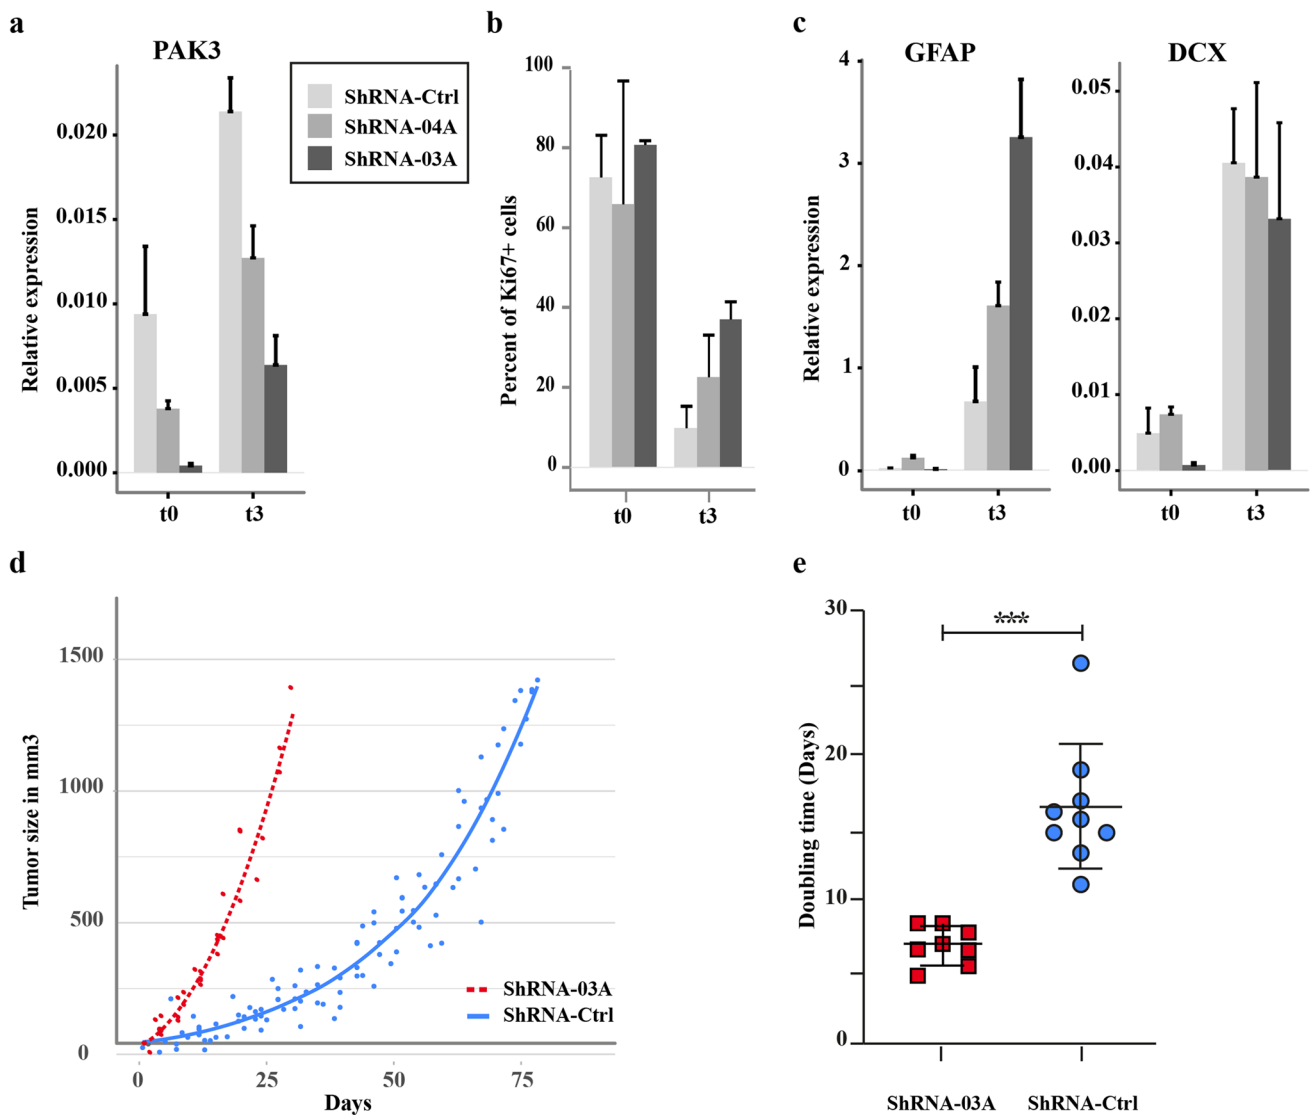 a
PAK3
ShRNA-Ctrl
ShRNA-04A
ShRNA-03A
Relative expression
0.020
0.015
0.010
0.005
0.000
t0
t3
b
Percent of Ki67+ cells
100
80
60
40
20
0
t0
t3
c
GFAP
Relative expression
4
3
2
1
0
t0
t3
DCX
0.05
0.04
0.03
0.02
0.01
0.00
t0
t3
d
Tumor size in mm3
1500
1000
500
0
ShRNA-03A
ShRNA-Ctrl
0
25
50
75
Days
e
Doubling time (Days)
30
20
10
0
***
ShRNA-03A
ShRNA-Ctrl